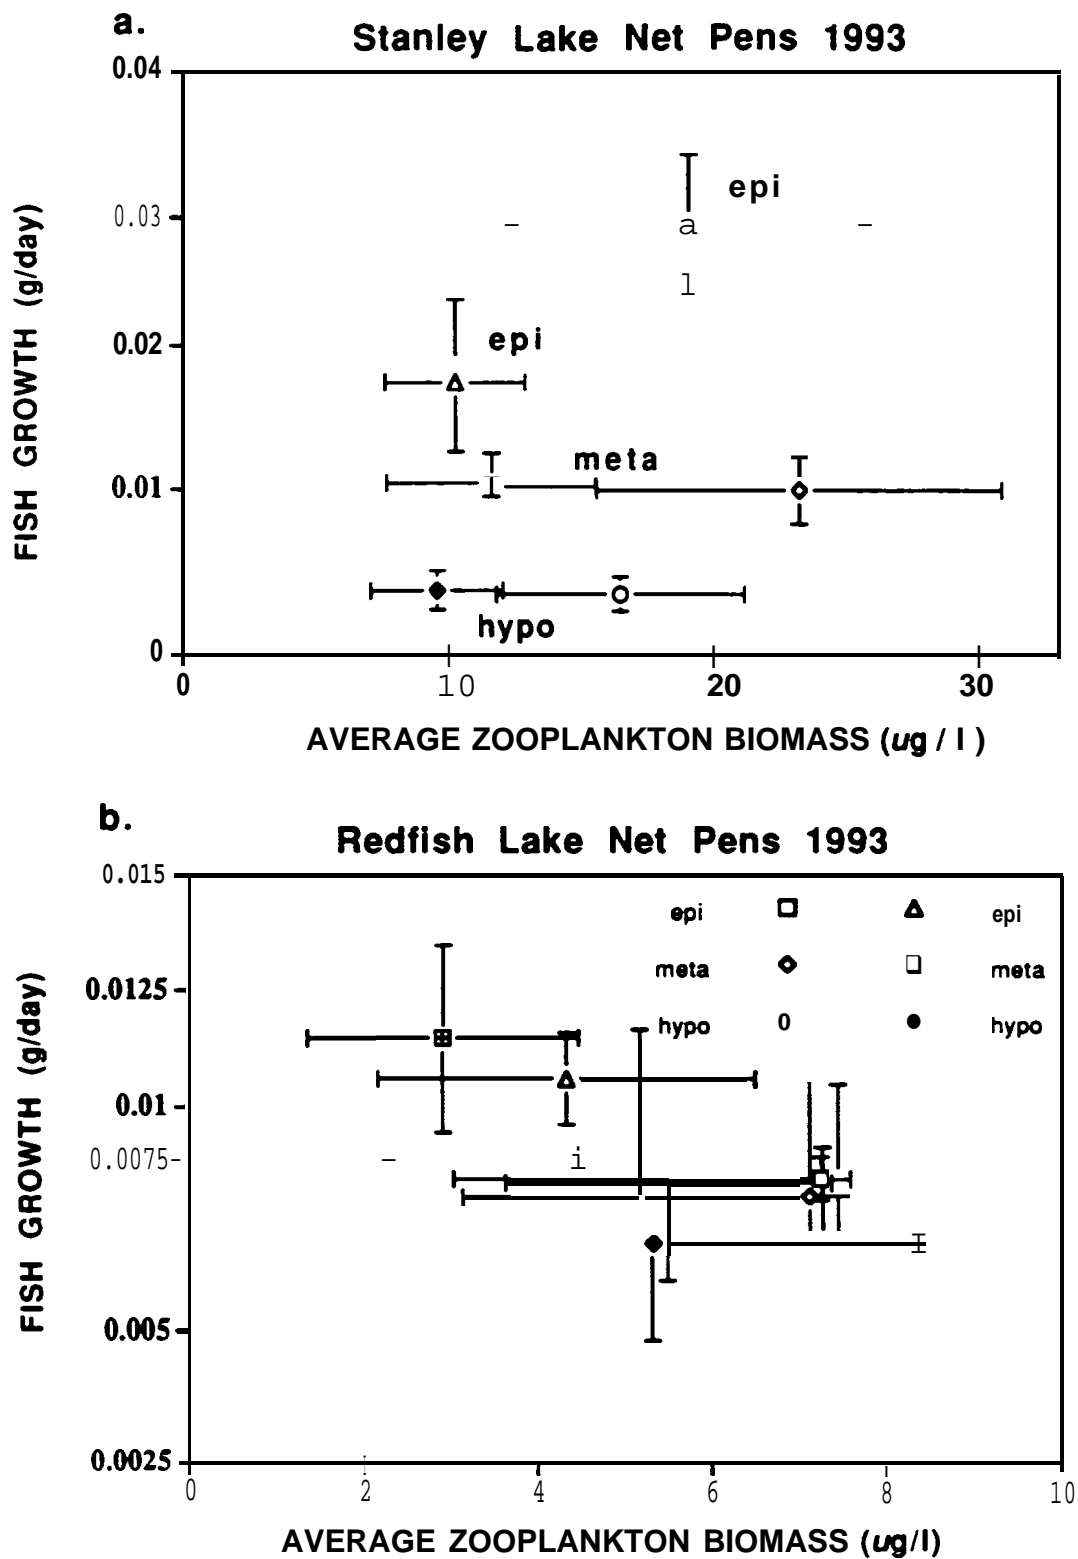 a.
Stanley Lake Net Pens 1993
0.04
epi
0.03
– a –
l
0.02
epi
FISH GROWTH (g/day)
meta
0.01
hypo
0
0 10 20 30
AVERAGE ZOOPLANKTON BIOMASS (ug / l )
b.
Redfish Lake Net Pens 1993
0.015
epi epi
meta meta
0.0125
hypo 0 hypo
FISH GROWTH (g/day)
0.01
0.0075- – i
0.005
0.0025
0 2 4 6 8 10
AVERAGE ZOOPLANKTON BIOMASS (ug/l)